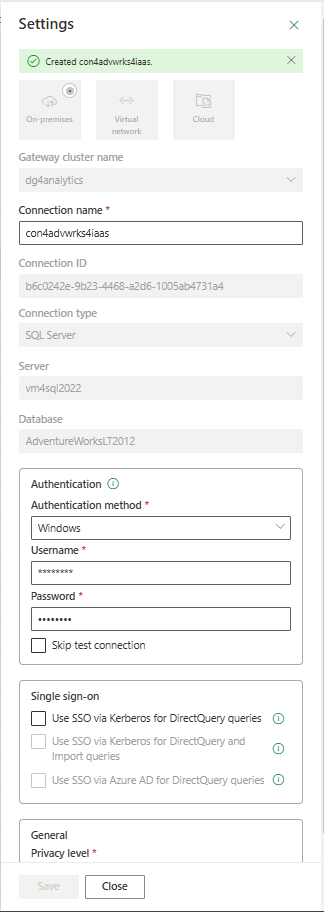 Settings
Created con4advwrks4iaas.
On-premises
Virtual
network
Cloud
Gateway cluster name
dg4analytics
Connection name *
con4advwrks4iaas
Connection ID
b6c0242e-9b23-4468-a2d6-1005ab4731a4
Connection type
SQL Server
Server
vm4sql2022
Database
AdventureWorksLT2012
Authentication
Authentication method *
Windows
Username *
********
Password *
••••••••
Skip test connection
Single sign-on
Use SSO via Kerberos for DirectQuery queries
Use SSO via Kerberos for DirectQuery and
Import queries
Use SSO via Azure AD for DirectQuery queries
General
Privacy level *
Save
Close